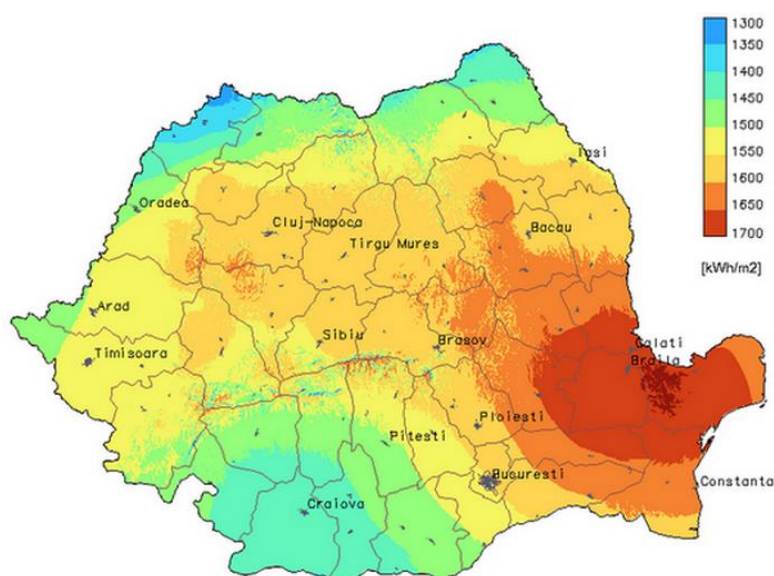 1300
1350
1400
1450
1500
1550
1600
1650
1700
[kWh/m2]
Iasi
Oradea
Cluj-Napoca
Bacau
Tirgu Mures
Arad
Sibiu
Brasov
Galati
Timisoara
Braila
Ploiesti
Pitesti
Bucuresti
Constanta
Craiova